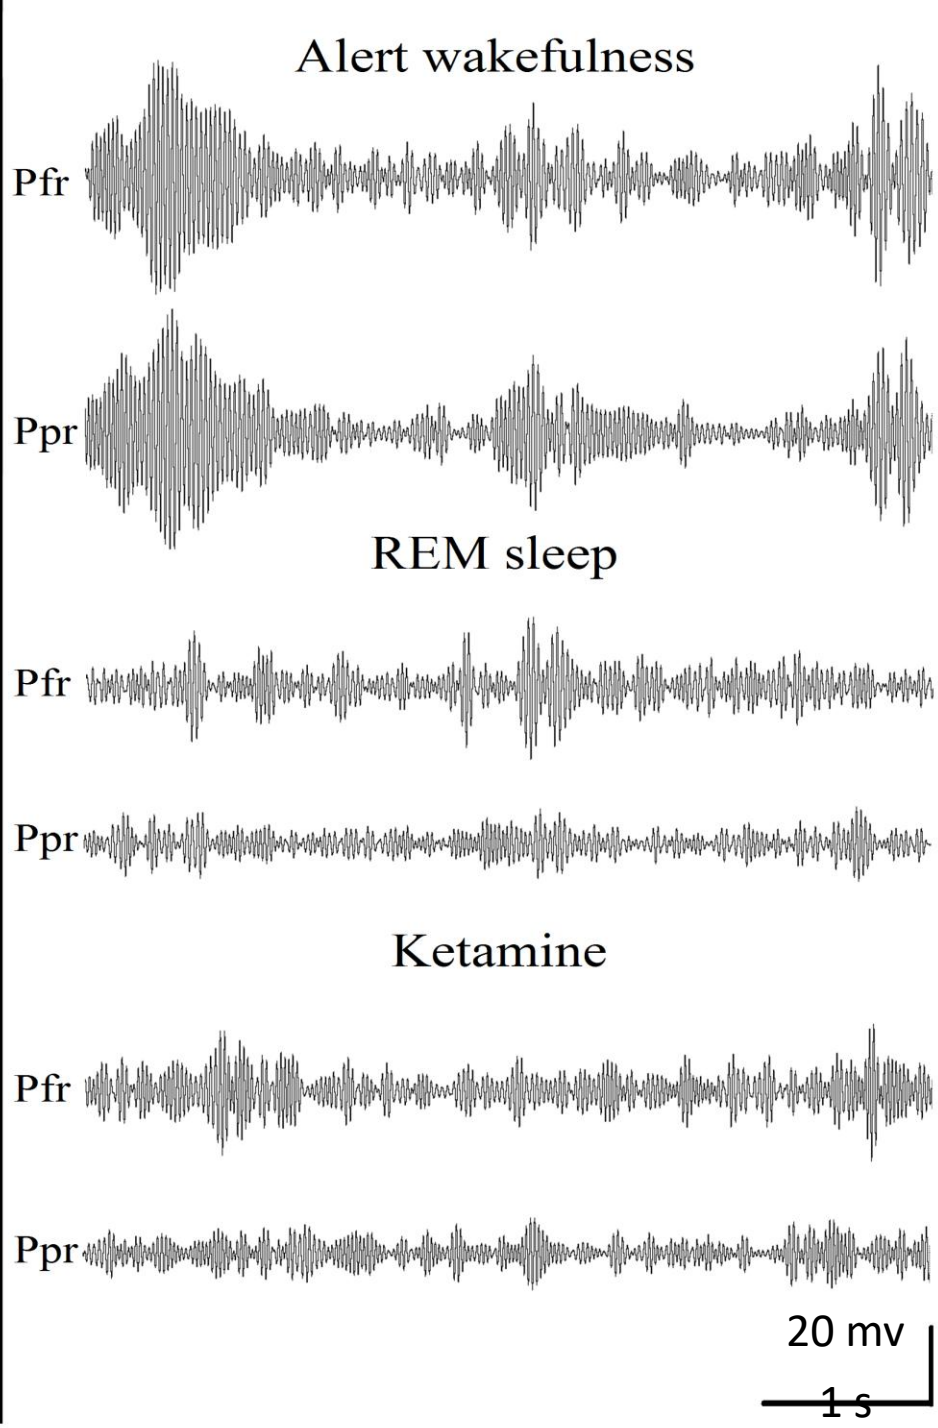 Alert wakefulness
Pfr
Ppr
REM sleep
Pfr
Ppr
Ketamine
Pfr
Ppr
20 mv
1 s